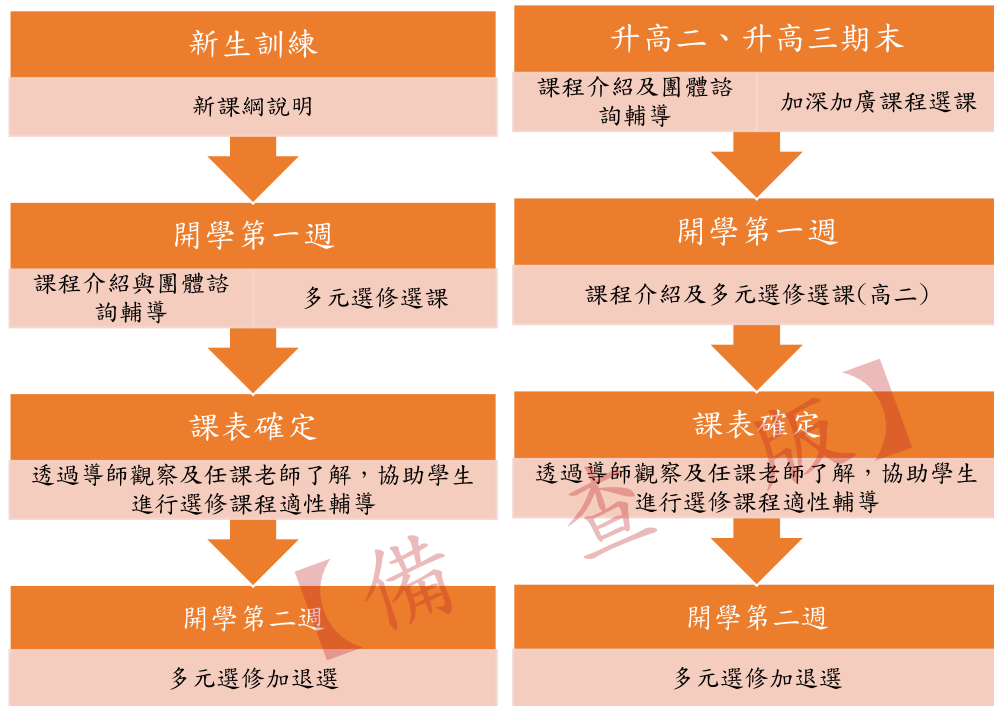 新生訓練
新課綱說明
開學第一週
課程介紹與團體諮
詢輔導
多元選修選課
課表確定
透過導師觀察及任課老師了解，協助學生
進行選修課程適性輔導
開學第二週
多元選修加退選
升高二、升高三期末
課程介紹及團體諮
詢輔導
加深加廣課程選課
開學第一週
課程介紹及多元選修選課(高二)
課表確定
透過導師觀察及任課老師了解，協助學生
進行選修課程適性輔導
開學第二週
多元選修加退選
【備查版】